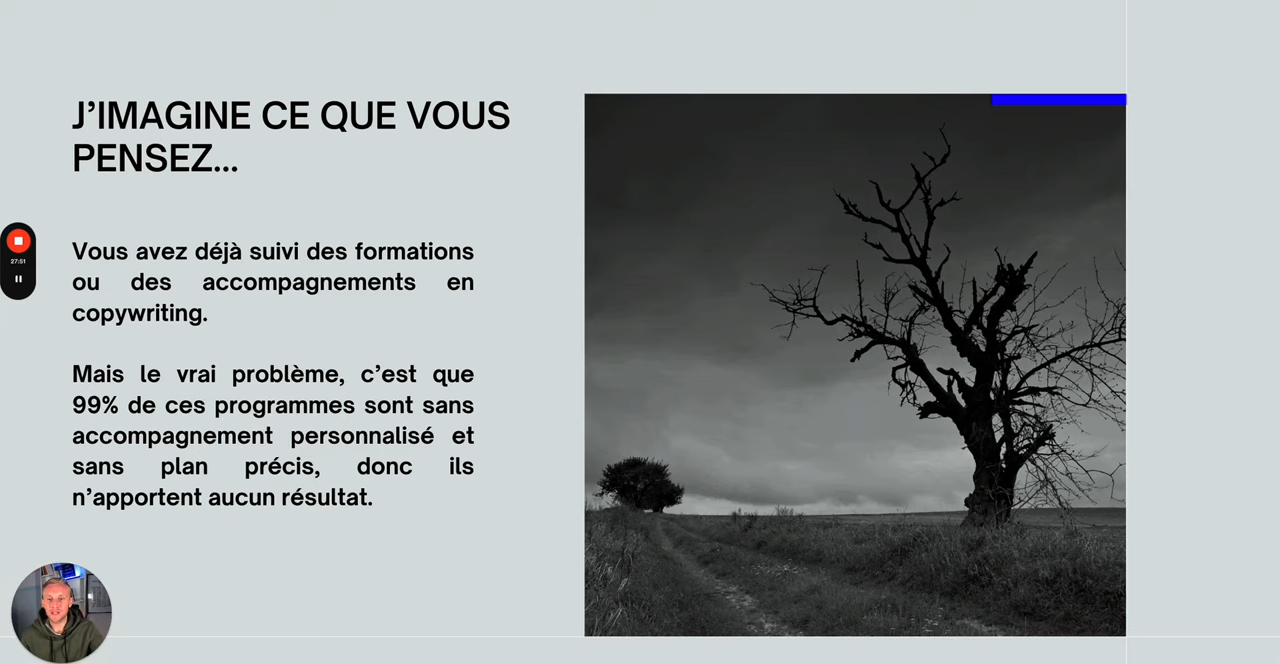 J’IMAGINE CE QUE VOUS
PENSEZ...
Vous avez déjà suivi des formations
ou des accompagnements en
copywriting.
Mais le vrai problème, c’est que
99% de ces programmes sont sans
accompagnement personnalisé et
sans plan précis, donc ils
n’apportent aucun résultat.
27:51